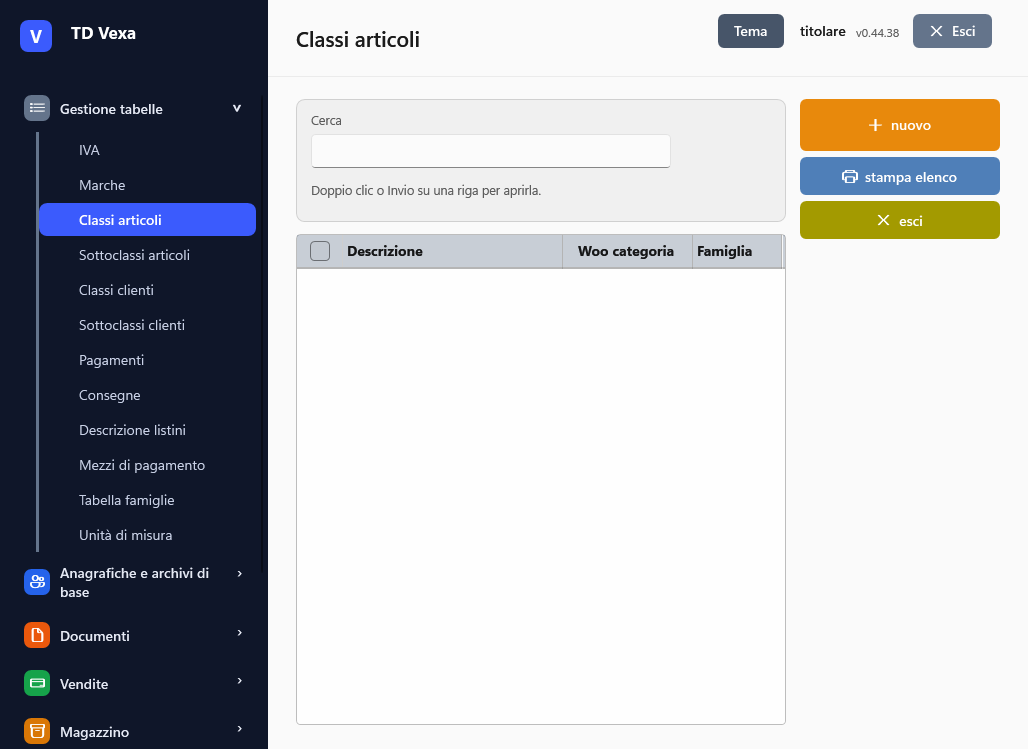 V TD Vexa
Gestione tabelle
IVA
Marche
Classi articoli
Sottoclassi articoli
Classi clienti
Sottoclassi clienti
Pagamenti
Consegne
Descrizione listini
Mezzi di pagamento
Tabella famiglie
Unità di misura
Anagrafiche e archivi di
base
Documenti
Vendite
Magazzino
Classi articoli
Tema titolare v0.44.38 Esci
Cerca
Doppio clic o Invio su una riga per aprirla.
Descrizione Woo categoria Famiglia
nuovo
stampa elenco
esci